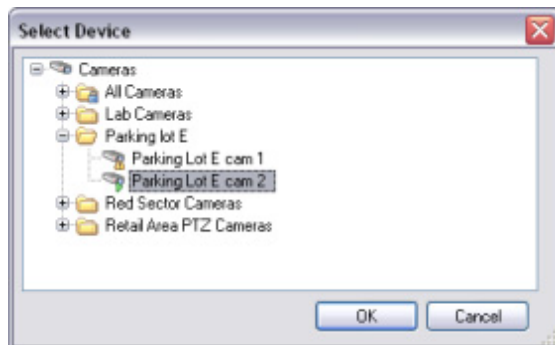 Select Device
Cameras
All Cameras
Lab Cameras
Parking lot E
Parking Lot E cam 1
Parking Lot E cam 2
Red Sector Cameras
Retail Area PTZ Cameras
OK Cancel